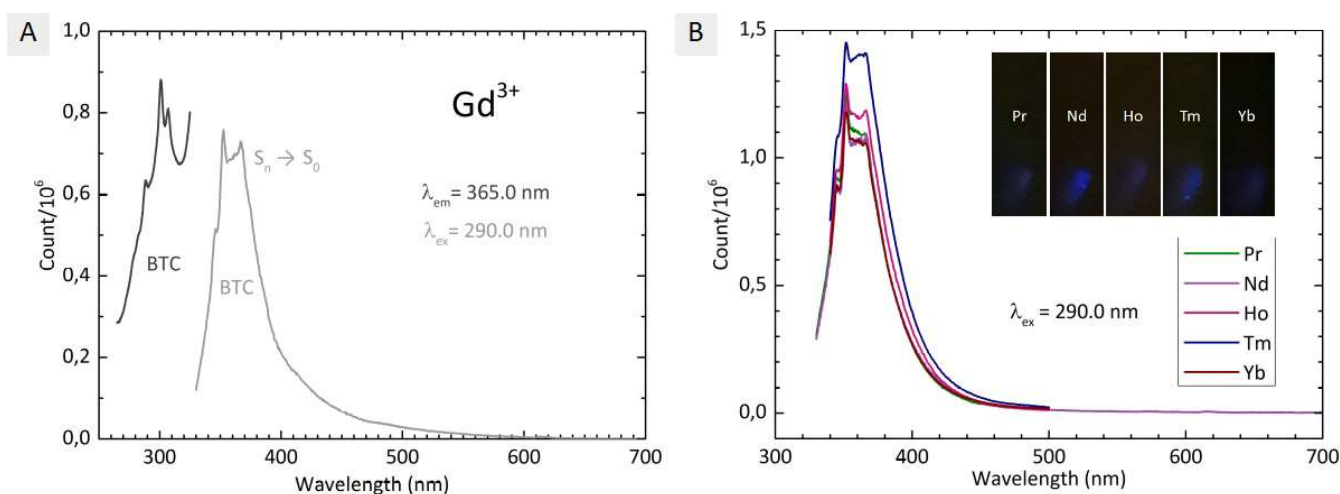 A
Count/10⁶
1,0
0,8
0,6
0,4
0,2
0,0
300
400
500
600
700
Wavelength (nm)
Gd³⁺
Sₙ → S₀
λₑₘ = 365.0 nm
λₑₓ= 290.0 nm
BTC
BTC
B
Count/10⁶
1,5
1,0
0,5
0,0
300
400
500
600
700
Wavelength (nm)
Pr
Nd
Ho
Tm
Yb
λₑₓ = 290.0 nm
Pr
Nd
Ho
Tm
Yb